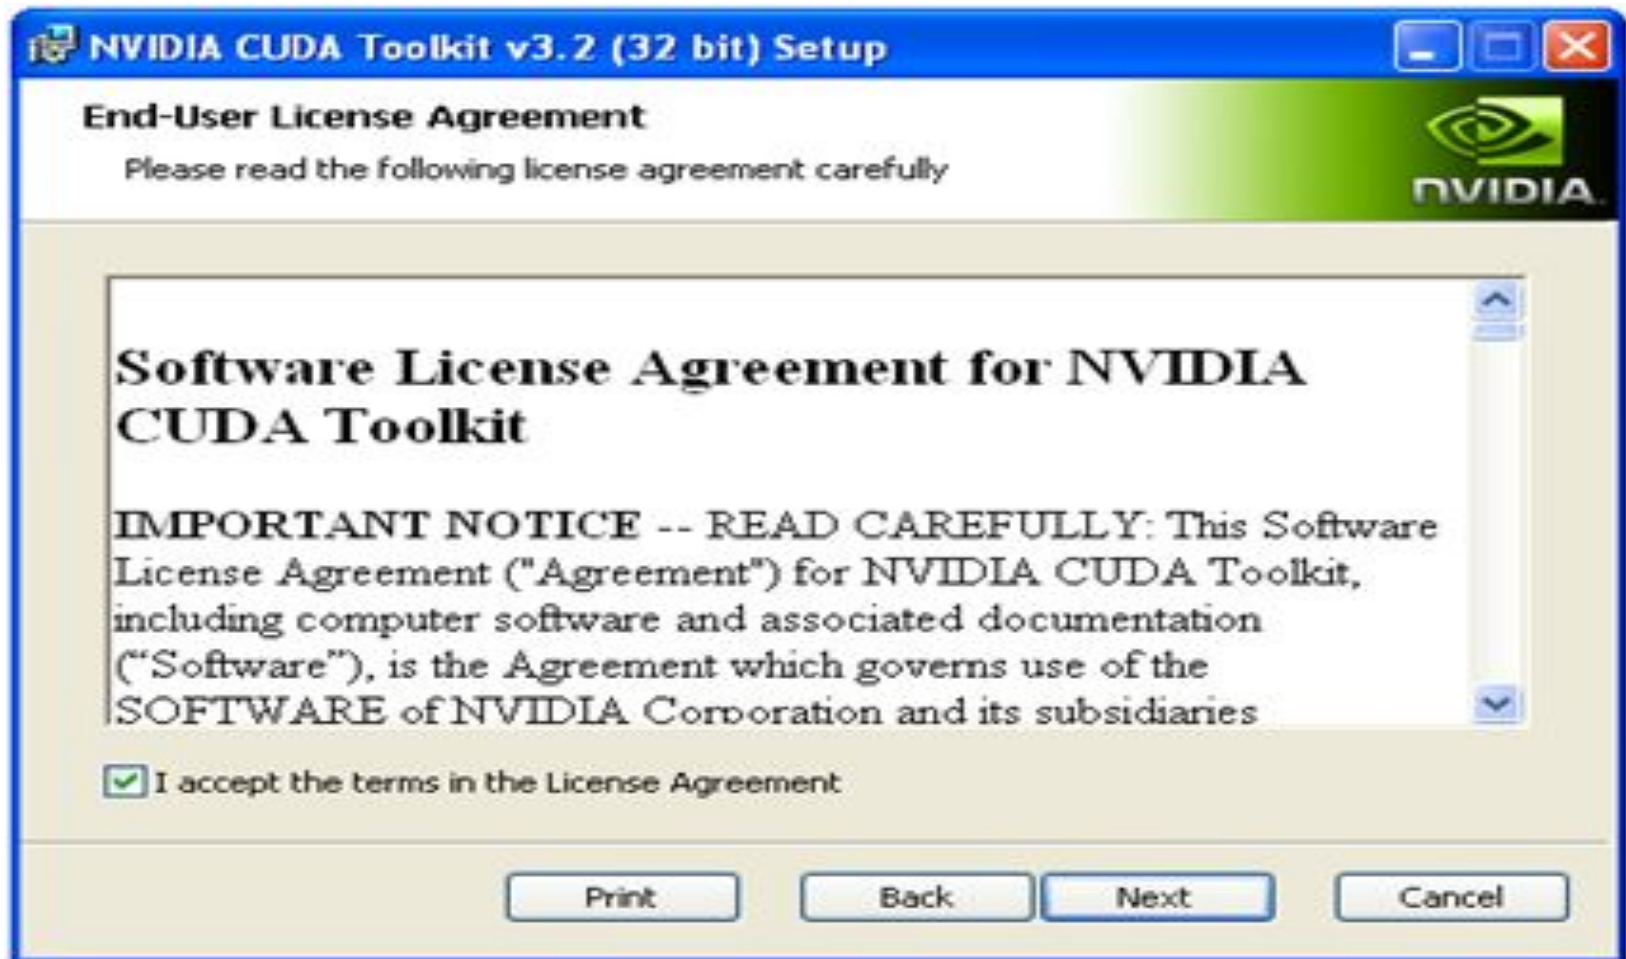 NVIDIA CUDA Toolkit v3.2 (32 bit) Setup
End-User License Agreement
Please read the following license agreement carefully
NVIDIA.
Software License Agreement for NVIDIA
CUDA Toolkit
IMPORTANT NOTICE -- READ CAREFULLY: This Software
License Agreement ("Agreement") for NVIDIA CUDA Toolkit,
including computer software and associated documentation
(“Software”), is the Agreement which governs use of the
SOFTWARE of NVIDIA Corporation and its subsidiaries
I accept the terms in the License Agreement
Print Back Next Cancel